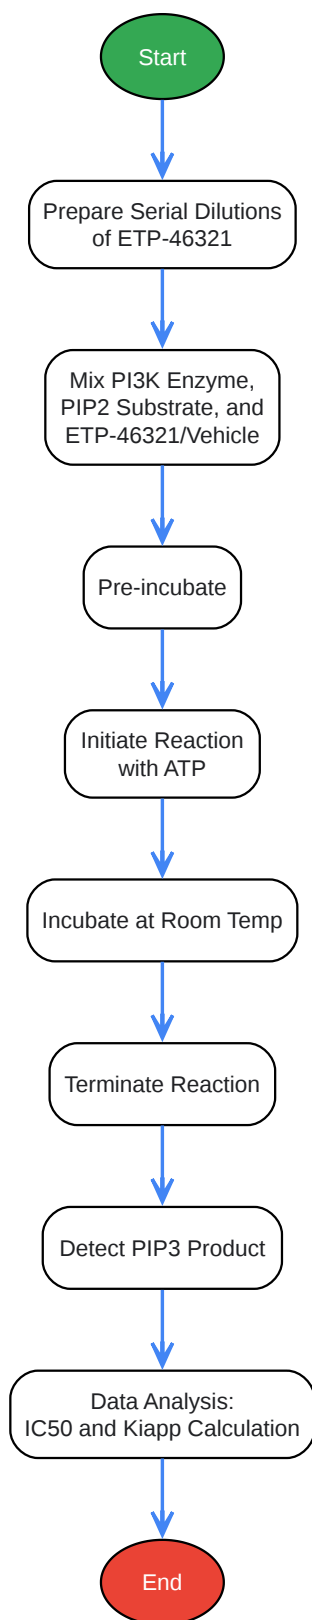 Start
Prepare Serial Dilutions
of ETP-46321
Mix PI3K Enzyme,
PIP2 Substrate, and
ETP-46321/Vehicle
Pre-incubate
Initiate Reaction
with ATP
Incubate at Room Temp
Terminate Reaction
Detect PIP3 Product
Data Analysis:
IC50 and Kiapp Calculation
End